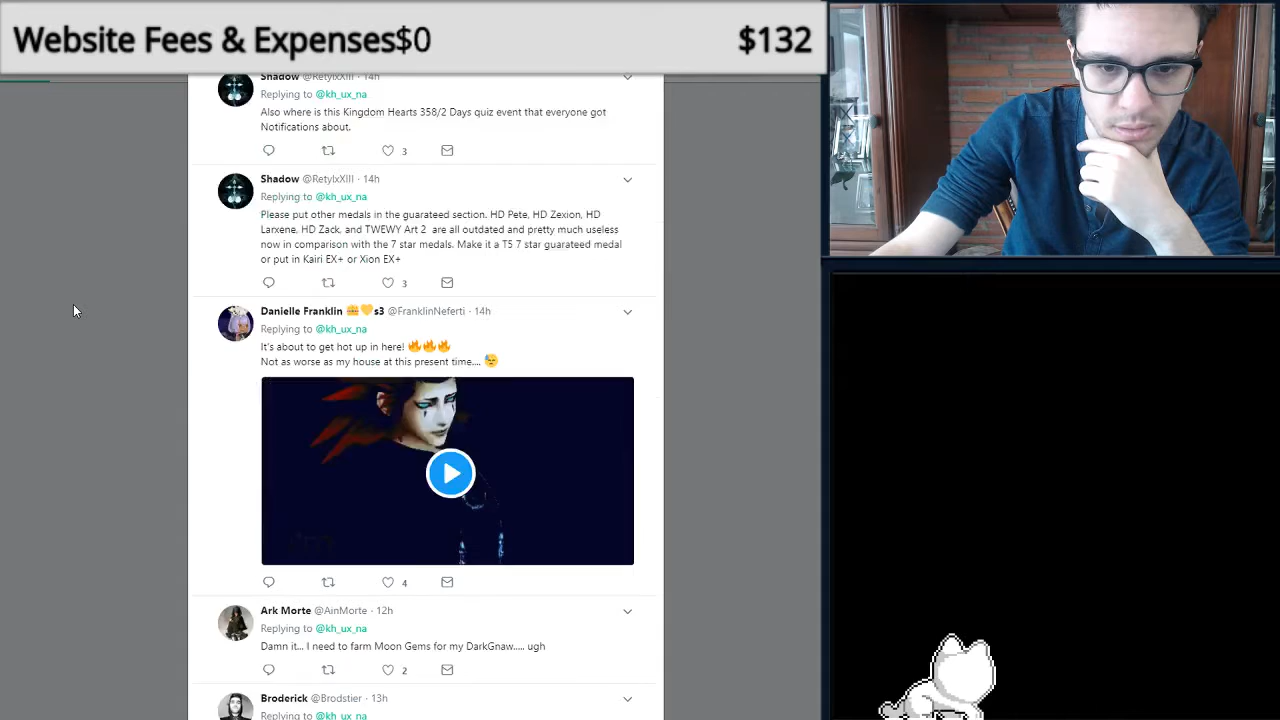 Website Fees & Expenses$0 $132
Shadow @RetylxXIII · 14h
Replying to @kh_ux_na
Also where is this Kingdom Hearts 358/2 Days quiz event that everyone got
Notifications about.
3
Shadow @RetylxXIII · 14h
Replying to @kh_ux_na
Please put other medals in the guarateed section. HD Pete, HD Zexion, HD
Larxene, HD Zack, and TWEWY Art 2 are all outdated and pretty much useless
now in comparison with the 7 star medals. Make it a T5 7 star guarateed medal
or put in Kairi EX+ or Xion EX+
3
Danielle Franklin 👑💛s3 @FranklinNeferti · 14h
Replying to @kh_ux_na
It's about to get hot up in here! 🔥🔥🔥
Not as worse as my house at this present time.... 😓
4
Ark Morte @AinMorte · 12h
Replying to @kh_ux_na
Damn it... I need to farm Moon Gems for my DarkGnaw..... ugh
2
Broderick @Brodstier · 13h
Replying to @kh_ux_na